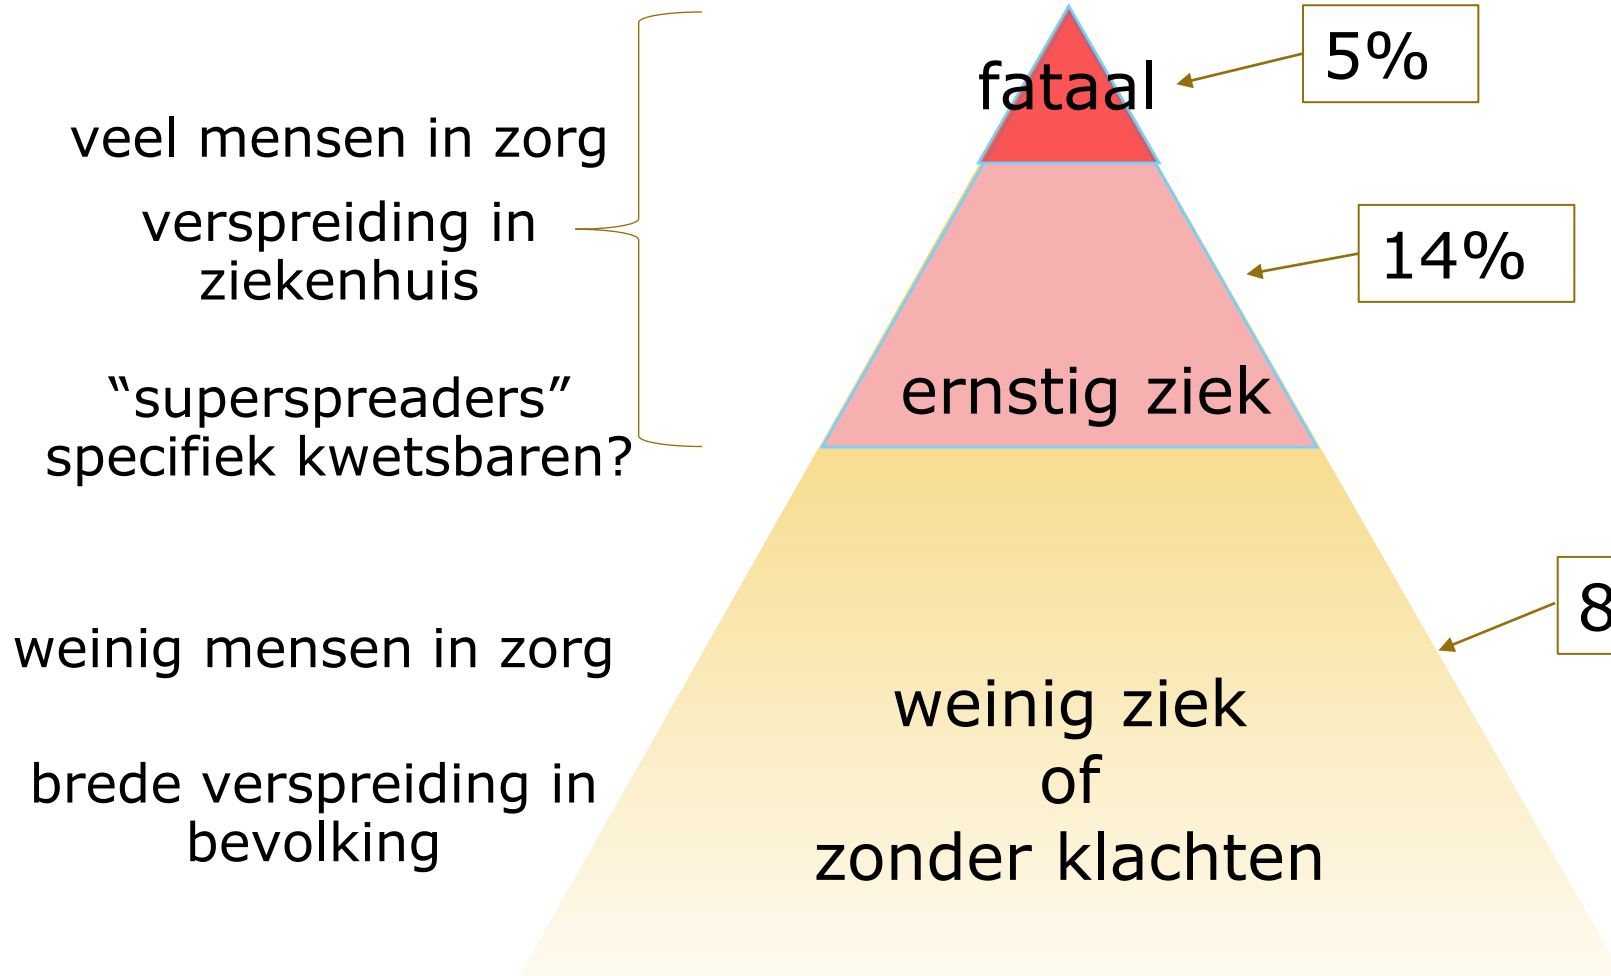 fataal
5%
veel mensen in zorg
verspreiding in
ziekenhuis
14%
“superspreaders”
specifiek kwetsbaren?
ernstig ziek
8
weinig mensen in zorg
weinig ziek
of
zonder klachten
brede verspreiding in
bevolking